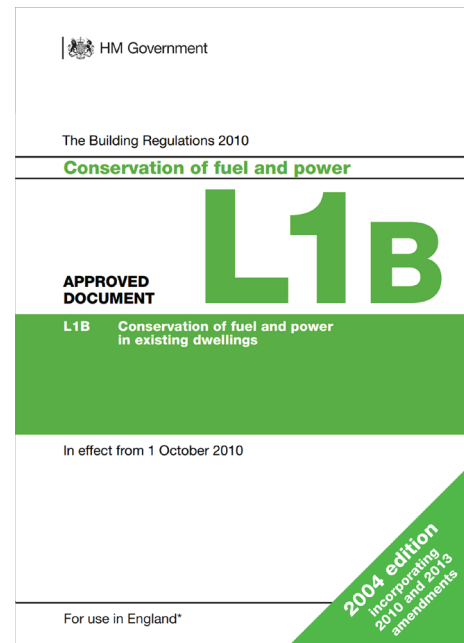 HM Government
The Building Regulations 2010
Conservation of fuel and power
L1B
APPROVED
DOCUMENT
L1B Conservation of fuel and power
in existing dwellings
In effect from 1 October 2010
2004 edition
incorporating
2010 and 2013
amendments
For use in England*